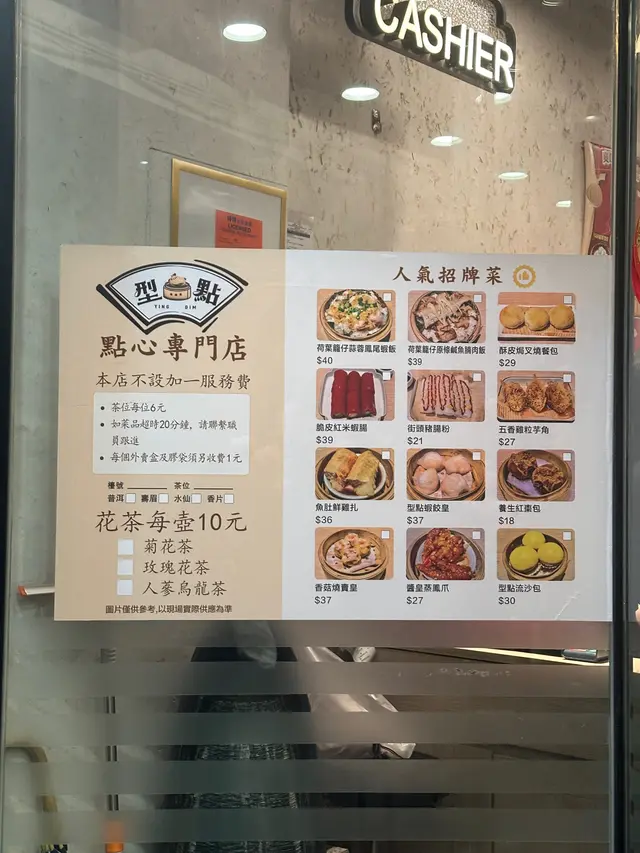 CASHIER
型點
TING DIM
點心專門店
本店不設加一服務費
• 茶位每位6元
• 如菜品超時20分鐘，請聯繫職
員跟進
• 每個外賣盒及膠袋須另收費1元
檯號 茶位
普洱 壽眉 水仙 香片
花茶每壺10元
菊花茶
玫瑰花茶
人蔘烏龍茶
圖片僅供參考,以現場實際供應為準
人氣招牌菜
荷葉籠仔蒜蓉鳳尾蝦飯
$40
荷葉籠仔原條鹹魚腩肉飯
$39
酥皮焗叉燒餐包
$29
脆皮紅米蝦腸
$39
街頭豬腸粉
$21
五香雞粒芋角
$27
魚肚鮮雞扎
$36
型點蝦餃皇
$37
養生紅棗包
$18
香菇燒賣皇
$37
醬皇蒸鳳爪
$27
型點流沙包
$30